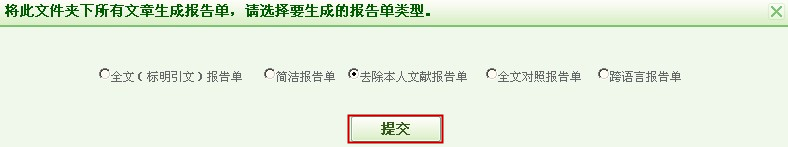 将此文件夹下所有文章生成报告单，请选择要生成的报告单类型。
全文（标明引文）报告单 简洁报告单 去除本人文献报告单 全文对照报告单 跨语言报告单
提交